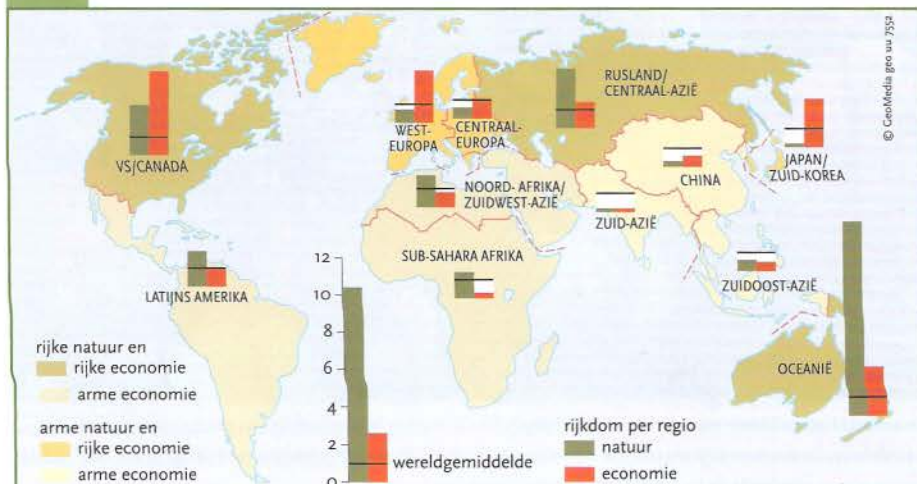 © GeoMedia geo uu 7552
RUSLAND/
CENTRAAL-AZIË
WEST-
EUROPA
CENTRAAL-
EUROPA
VS/CANADA
JAPAN/
ZUID-KOREA
CHINA
NOORD- AFRIKA/
ZUIDWEST-AZIË
ZUID-AZIË
SUB-SAHARA AFRIKA
ZUIDOOST-AZIË
LATIJNS AMERIKA
OCEANIË
12
10
8
6
4
2
0
wereldgemiddelde
rijke natuur en
rijke economie
arme economie
arme natuur en
rijke economie
arme economie
rijkdom per regio
natuur
economie